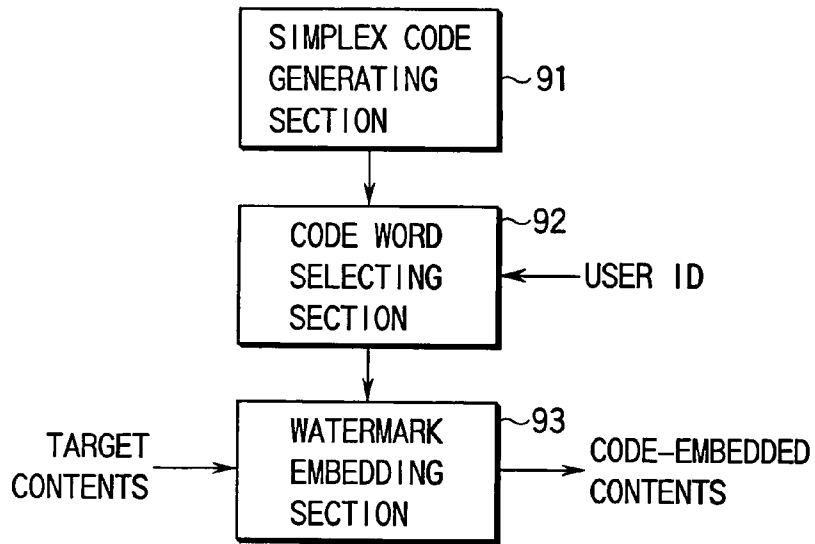 SIMPLEX CODE
GENERATING
SECTION
91
CODE WORD
SELECTING
SECTION
92
USER ID
WATERMARK
EMBEDDING
SECTION
93
TARGET
CONTENTS
CODE-EMBEDDED
CONTENTS